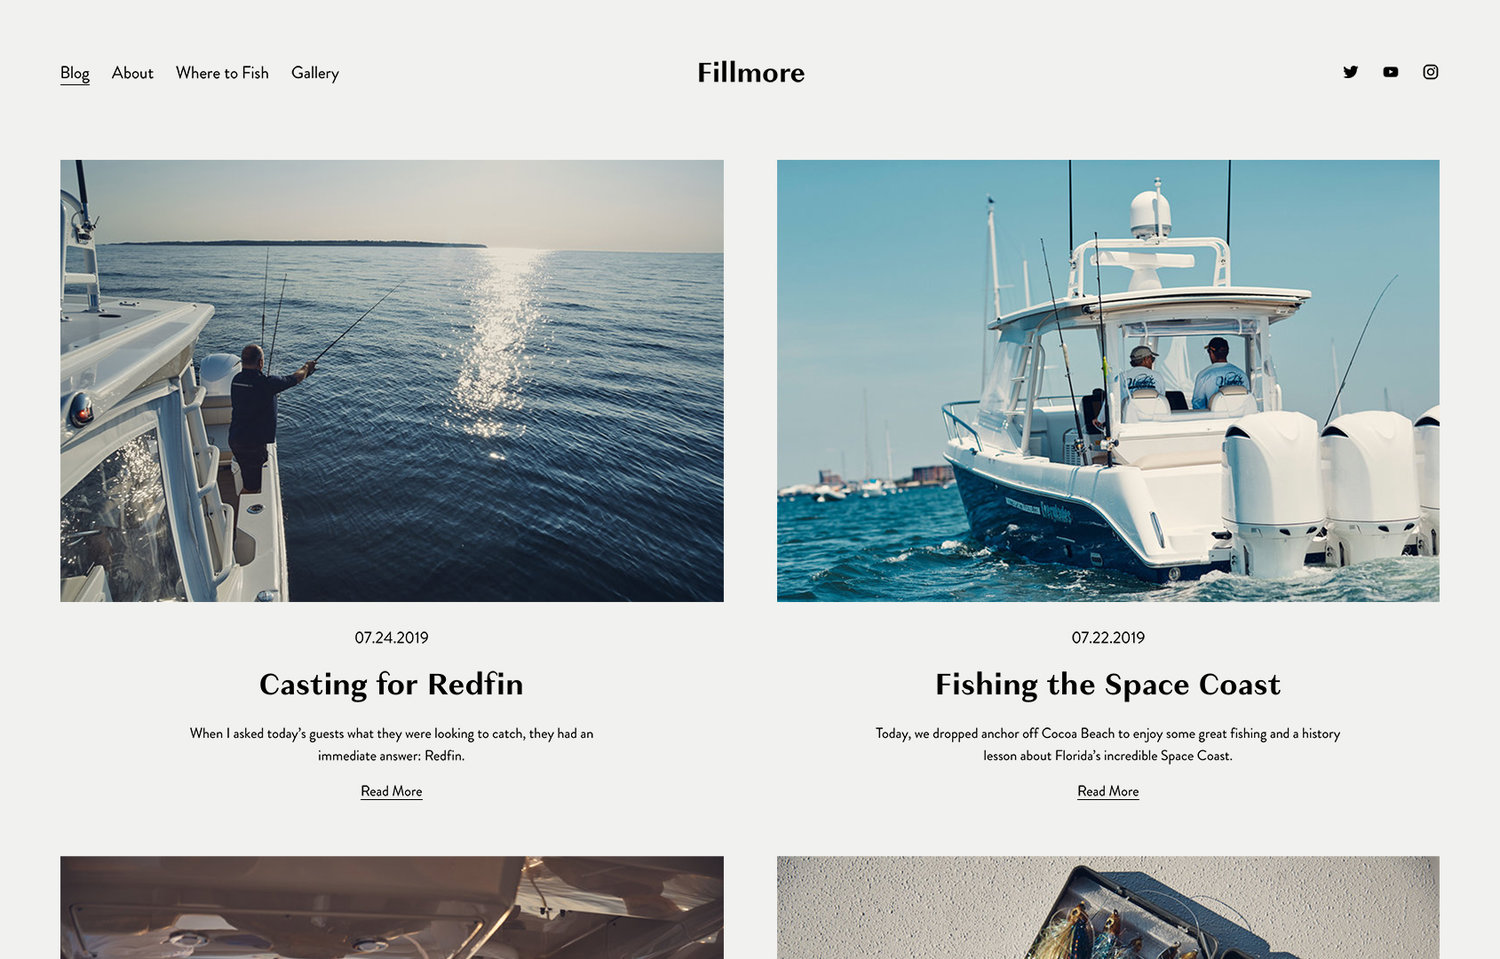 Blog About Where to Fish Gallery
Fillmore
07.24.2019
Casting for Redfin
When I asked today’s guests what they were looking to catch, they had an
immediate answer: Redfin.
Read More
07.22.2019
Fishing the Space Coast
Today, we dropped anchor off Cocoa Beach to enjoy some great fishing and a history
lesson about Florida’s incredible Space Coast.
Read More